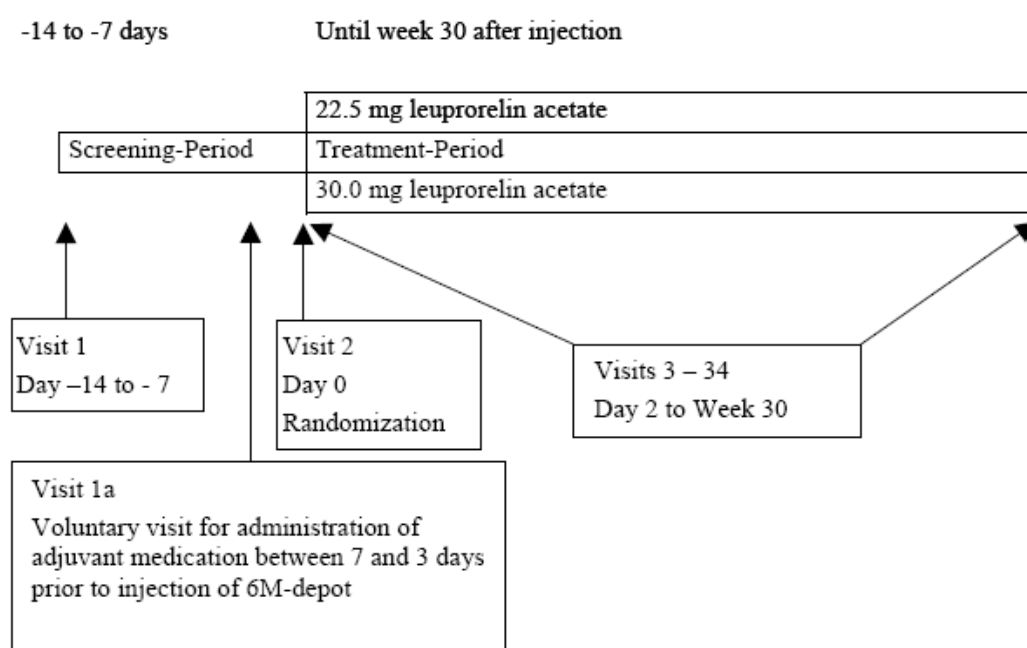 -14 to -7 days
Until week 30 after injection
22.5 mg leuprorelin acetate
Screening-Period
Treatment-Period
30.0 mg leuprorelin acetate
Visit 1
Day –14 to - 7
Visit 2
Day 0
Randomization
Visits 3 – 34
Day 2 to Week 30
Visit 1a
Voluntary visit for administration of
adjuvant medication between 7 and 3 days
prior to injection of 6M-depot